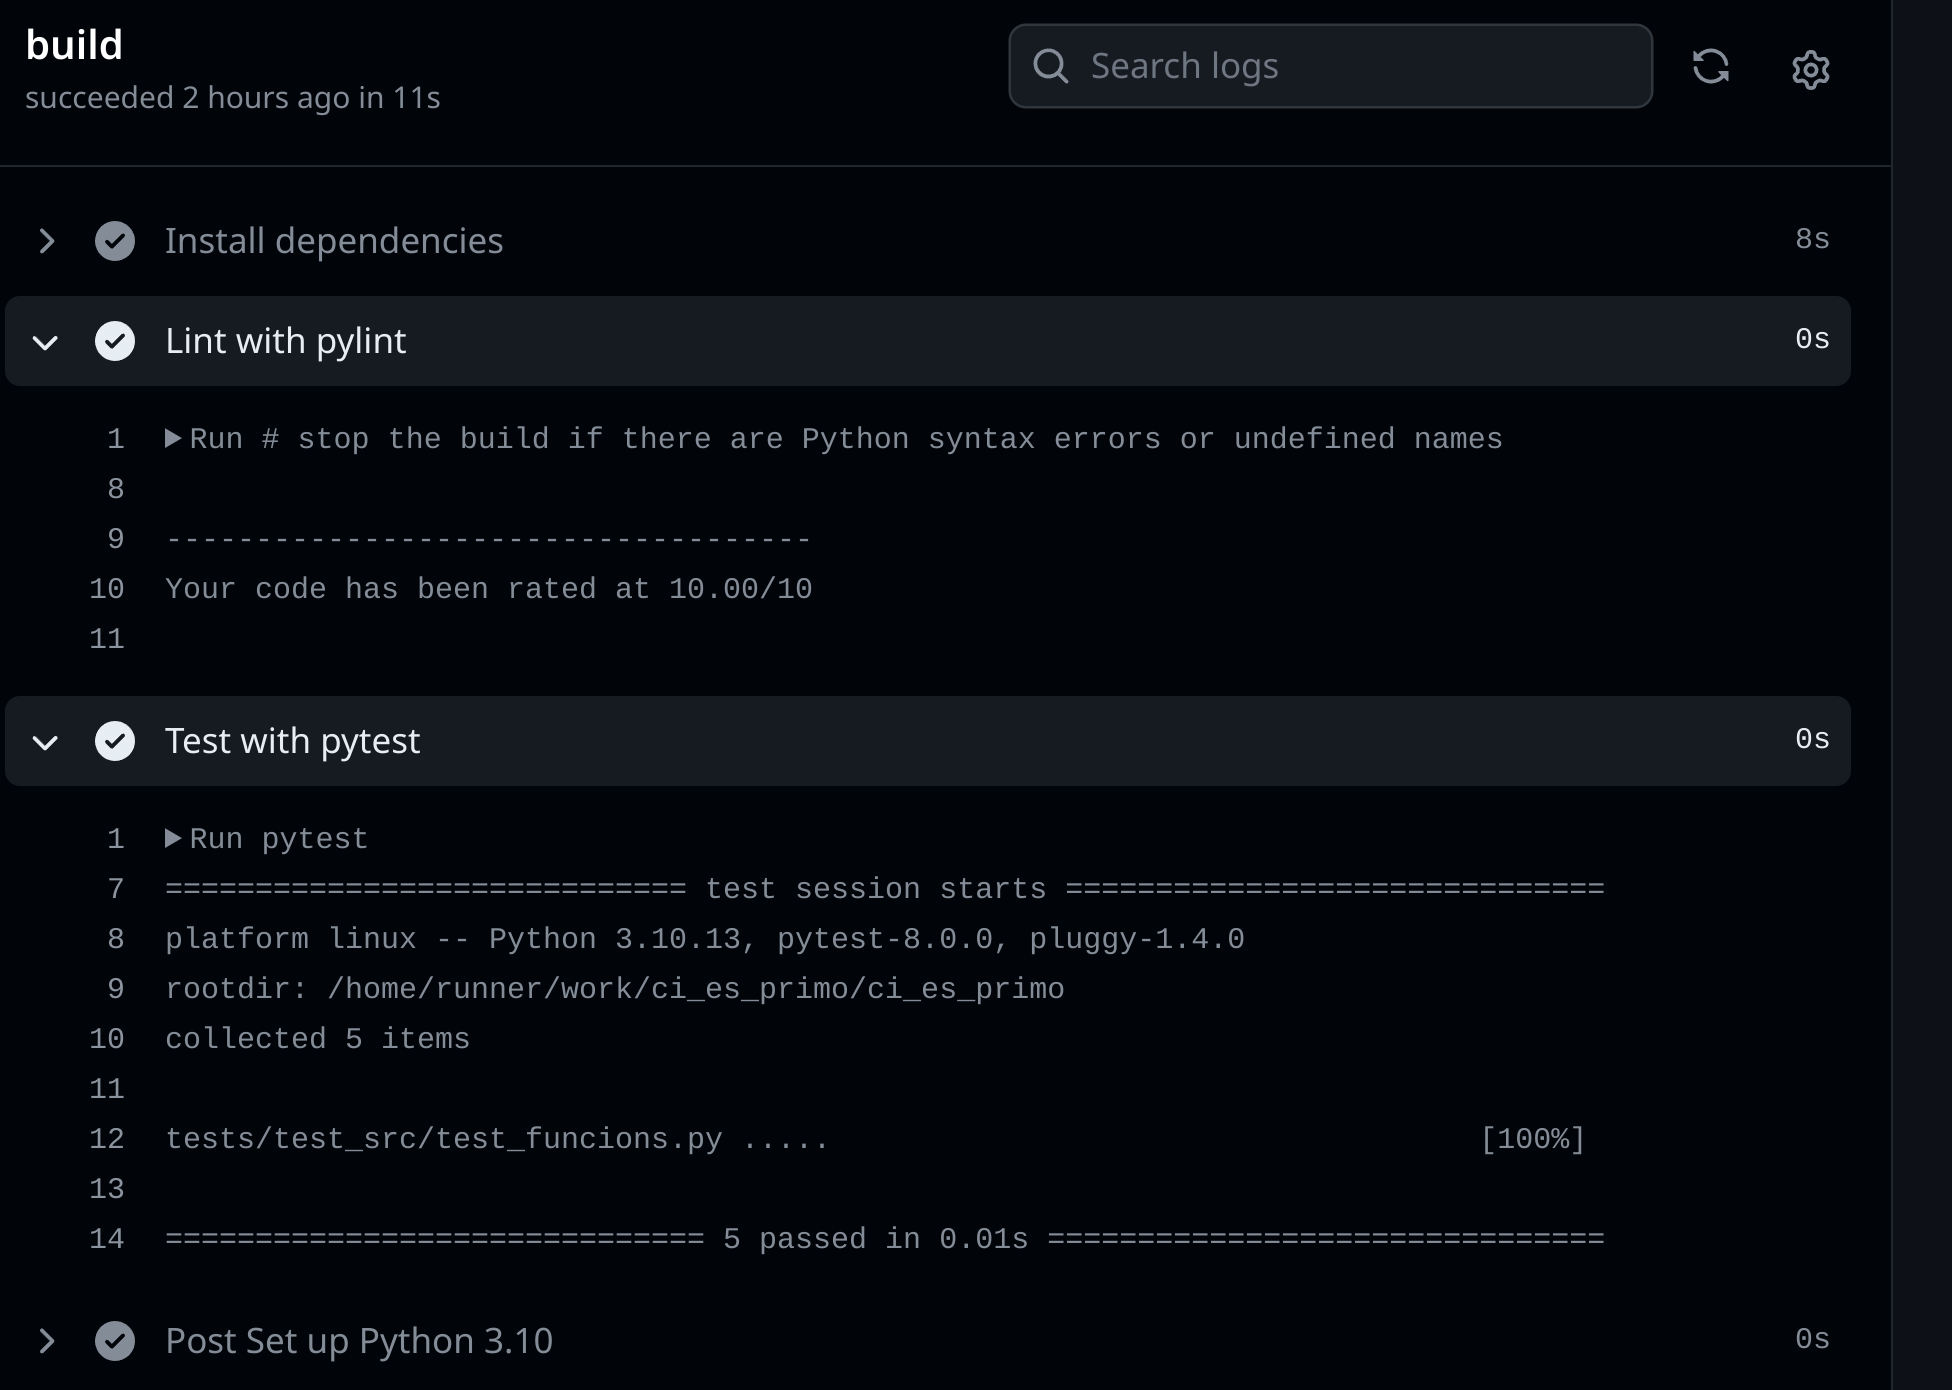 build
succeeded 2 hours ago in 11s
Search logs
Install dependencies 8s
Lint with pylint 0s
1 Run # stop the build if there are Python syntax errors or undefined names
8
9 ------------------------------------
10 Your code has been rated at 10.00/10
11
Test with pytest 0s
1 Run pytest
7 ============================= test session starts ==============================
8 platform linux -- Python 3.10.13, pytest-8.0.0, pluggy-1.4.0
9 rootdir: /home/runner/work/ci_es_primo/ci_es_primo
10 collected 5 items
11
12 tests/test_src/test_funcions.py ..... [100%]
13
14 ============================== 5 passed in 0.01s ===============================
Post Set up Python 3.10 0s